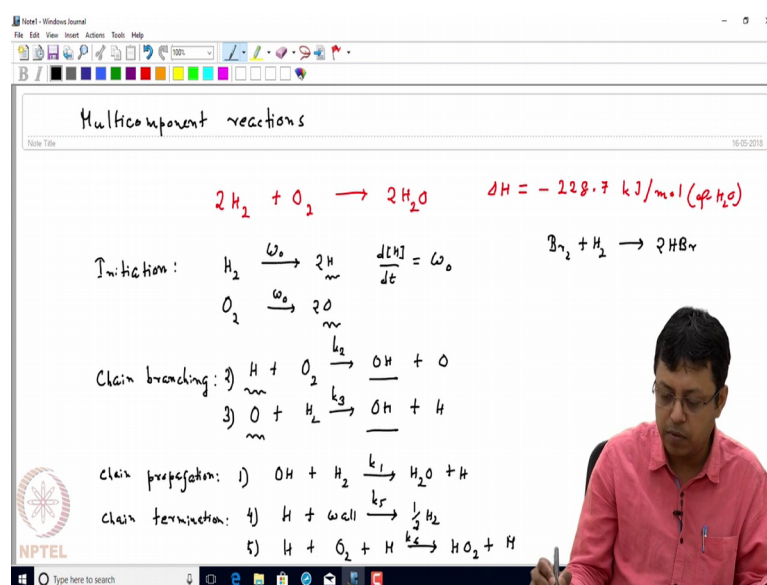 Note1 - Windows Journal
File Edit View Insert Actions Tools Help
100%
B I
Multicomponent reactions
Note Title
16-05-2018
2H₂ + O₂ ⟶ 2H₂O ΔH = - 228.7 kJ/mol (of H₂O)
Br₂ + H₂ ⟶ 2HBr
Initiation: H₂ ω₀⟶ 2H d[H]/dt = ω₀
O₂ ω₀⟶ 2O
Chain branching: 2) H + O₂ k₂⟶ OH + O
3) O + H₂ k₃⟶ OH + H
Chain propagation: 1) OH + H₂ k₁⟶ H₂O + H
Chain termination: 4) H + wall k₅⟶ 1/2 H₂
5) H + O₂ + M k₆⟶ HO₂ + M
NPTEL
Type here to search